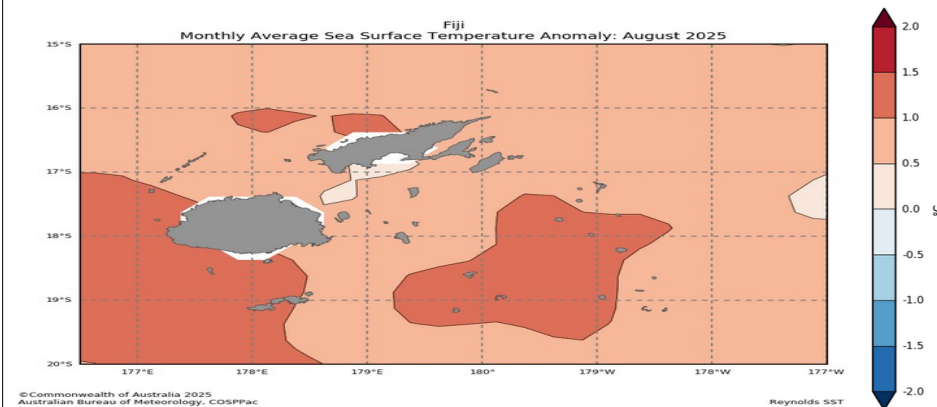 Fiji
Monthly Average Sea Surface Temperature Anomaly: August 2025
15°S
16°S
17°S
18°S
19°S
20°S
177°E
178°E
179°E
180°
179°W
178°W
177°W
2.0
1.5
1.0
0.5
0.0
-0.5
-1.0
-1.5
-2.0
°C
©Commonwealth of Australia 2025
Australian Bureau of Meteorology, COSPPac
Reynolds SST